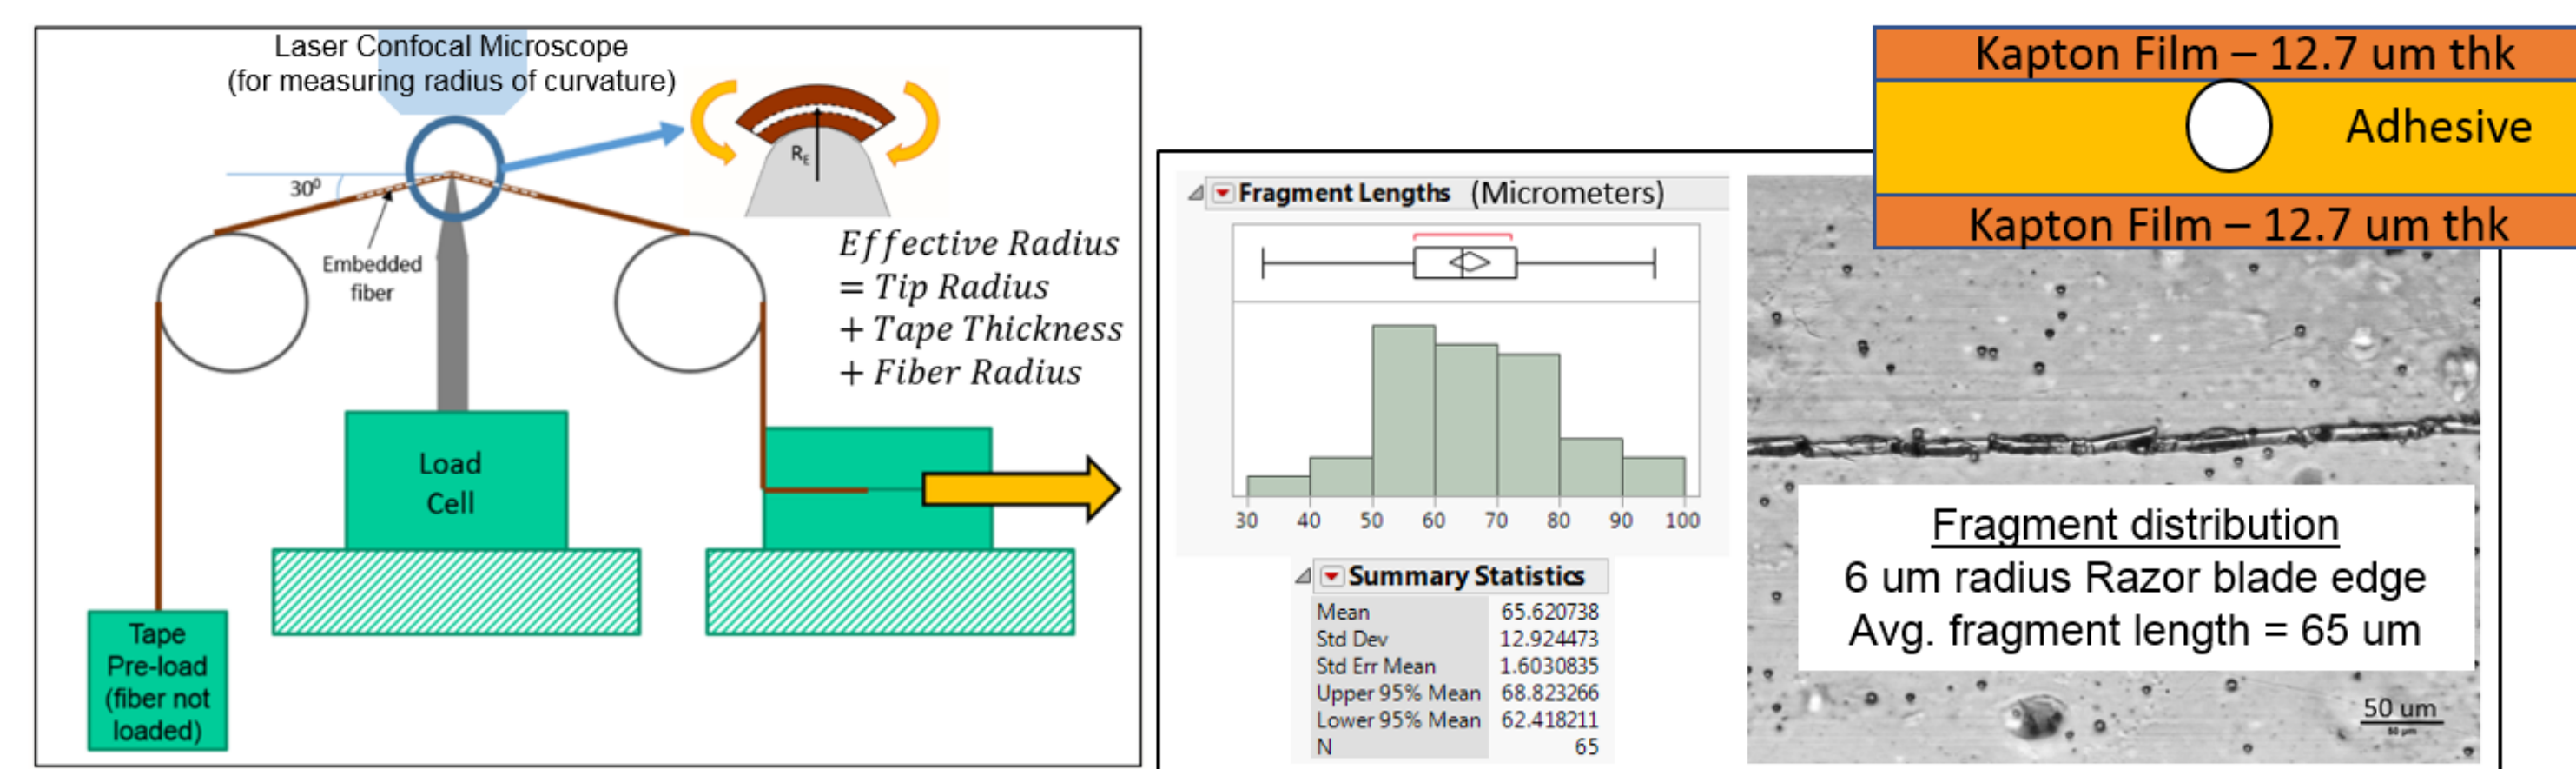 Laser Confocal Microscope
(for measuring radius of curvature)
30⁰
Embedded
fiber
R_E
Effective Radius
= Tip Radius
+ Tape Thickness
+ Fiber Radius
Load
Cell
Tape
Pre-load
(fiber not
loaded)
Fragment Lengths (Micrometers)
30 40 50 60 70 80 90 100
Summary Statistics
Mean 65.620738
Std Dev 12.924473
Std Err Mean 1.6030835
Upper 95% Mean 68.823266
Lower 95% Mean 62.418211
N 65
Kapton Film – 12.7 um thk
Adhesive
Kapton Film – 12.7 um thk
Fragment distribution
6 um radius Razor blade edge
Avg. fragment length = 65 um
50 um
50 µm